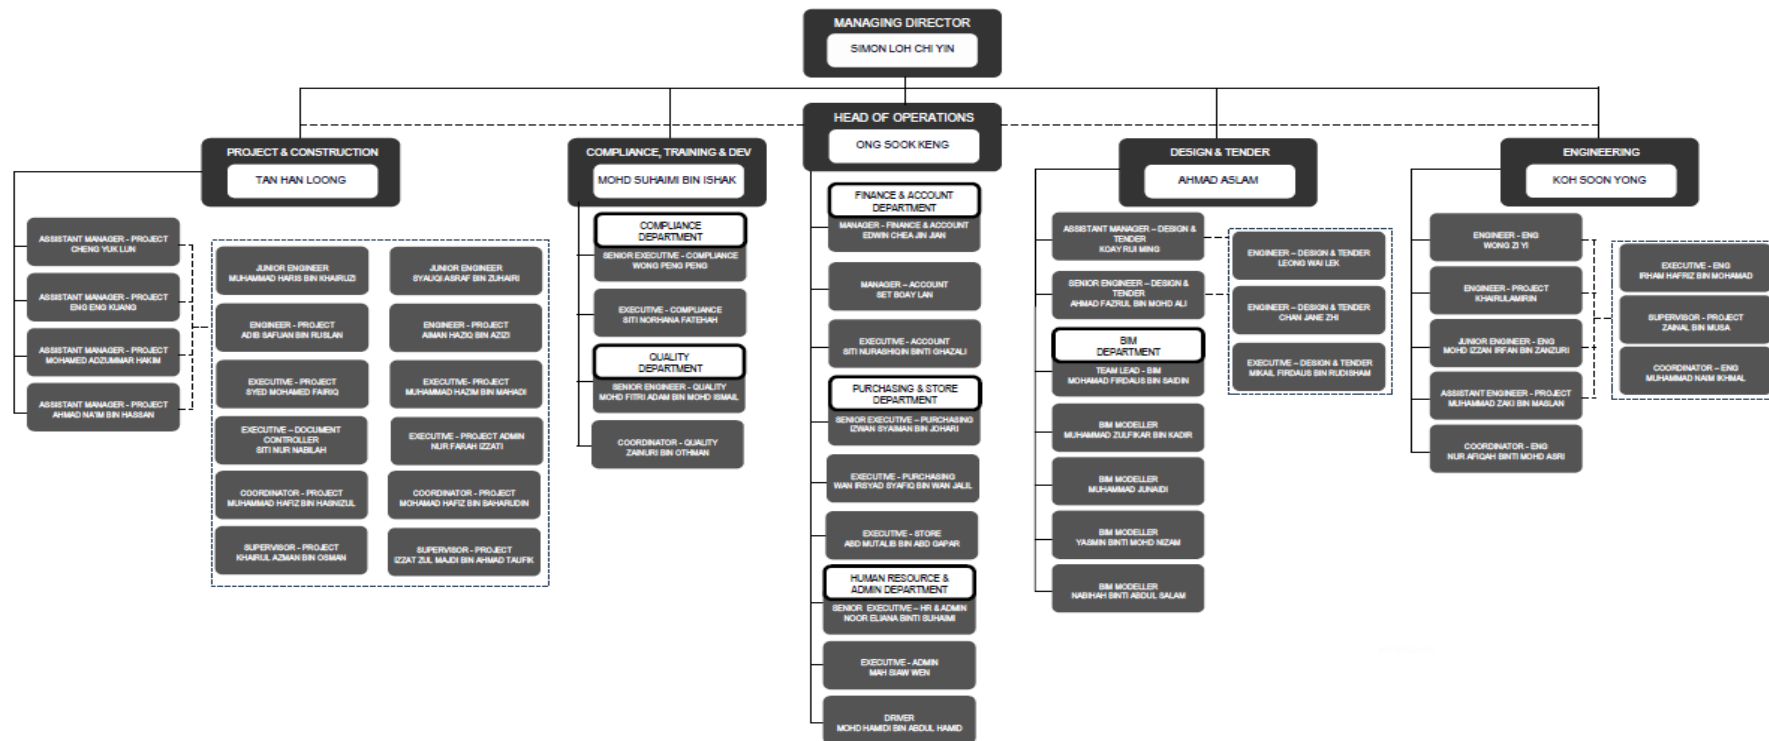 MANAGING DIRECTOR
SIMON LOH CHI YIN
HEAD OF OPERATIONS
ONG SOOK KENG
PROJECT & CONSTRUCTION
TAN HAN LOONG
ASSISTANT MANAGER - PROJECT
CHENG YUK LUN
ASSISTANT MANAGER - PROJECT
ENG ENG KUANG
ASSISTANT MANAGER - PROJECT
MOHAMED ADZUMMAR HAKIM
ASSISTANT MANAGER - PROJECT
AHMAD NA'IM BIN HASSAN
JUNIOR ENGINEER
MUHAMMAD HARIS BIN KHAIRUZI
ENGINEER - PROJECT
ADIB SAFUAN BIN RUSLAN
EXECUTIVE - PROJECT
SYED MOHAMED FAIRIQ
EXECUTIVE – DOCUMENT
CONTROLLER
SITI NUR NABILAH
COORDINATOR - PROJECT
MUHAMMAD HAFIZ BIN HASNIZUL
SUPERVISOR - PROJECT
KHAIRUL AZMAN BIN OSMAN
JUNIOR ENGINEER
SYAUQI ASRAF BIN ZUHAIRI
ENGINEER - PROJECT
AIMAN HAZIQ BIN AZIZI
EXECUTIVE- PROJECT
MUHAMMAD HAZIM BIN MAHADI
EXECUTIVE - PROJECT ADMIN
NUR FARAH IZZATI
COORDINATOR - PROJECT
MOHAMAD HAFIZ BIN BAHARUDIN
SUPERVISOR - PROJECT
IZZAT ZUL MAJDI BIN AHMAD TAUFIK
COMPLIANCE, TRAINING & DEV
MOHD SUHAIMI BIN ISHAK
COMPLIANCE
DEPARTMENT
SENIOR EXECUTIVE - COMPLIANCE
WONG PENG PENG
EXECUTIVE - COMPLIANCE
SITI NORHANA FATEHAH
QUALITY
DEPARTMENT
SENIOR ENGINEER - QUALITY
MOHD FITRI ADAM BIN MOHD ISMAIL
COORDINATOR - QUALITY
ZAINURI BIN OTHMAN
FINANCE & ACCOUNT
DEPARTMENT
MANAGER - FINANCE & ACCOUNT
EDWIN CHEA JIN JIAN
MANAGER – ACCOUNT
SET BOAY LAN
EXECUTIVE - ACCOUNT
SITI NURASHIQIN BINTI GHAZALI
PURCHASING & STORE
DEPARTMENT
SENIOR EXECUTIVE – PURCHASING
IZWAN SYAIMAN BIN JOHARI
EXECUTIVE - PURCHASING
WAN IRSYAD SYAFIQ BIN WAN JALIL
EXECUTIVE - STORE
ABD MUTALIB BIN ABD GAPAR
HUMAN RESOURCE &
ADMIN DEPARTMENT
SENIOR EXECUTIVE – HR & ADMIN
NOOR ELIANA BINTI SUHAIMI
EXECUTIVE - ADMIN
MAH SIAW WEN
DRIVER
MOHD HAMIDI BIN ABDUL HAMID
DESIGN & TENDER
AHMAD ASLAM
ASSISTANT MANAGER – DESIGN &
TENDER
KOAY RUI MING
SENIOR ENGINEER – DESIGN &
TENDER
AHMAD FAZRUL BIN MOHD ALI
BIM
DEPARTMENT
TEAM LEAD - BIM
MOHAMAD FIRDAUS BIN SAIDIN
BIM MODELLER
MUHAMMAD ZULFIKAR BIN KADIR
BIM MODELLER
MUHAMMAD JUNAIDI
BIM MODELLER
YASMIN BINTI MOHD NIZAM
BIM MODELLER
NABIHAH BINTI ABDUL SALAM
ENGINEER – DESIGN & TENDER
LEONG WAI LEK
ENGINEER – DESIGN & TENDER
CHAN JANE ZHI
EXECUTIVE – DESIGN & TENDER
MIKAIL FIRDAUS BIN RUDISHAM
ENGINEERING
KOH SOON YONG
ENGINEER - ENG
WONG ZI YI
ENGINEER - PROJECT
KHAIRULAMIRIN
JUNIOR ENGINEER - ENG
MOHD IZZAN IRFAN BIN ZANZURI
ASSISTANT ENGINEER - PROJECT
MUHAMMAD ZAKI BIN MASLAN
COORDINATOR - ENG
NUR AFIQAH BINTI MOHD ASRI
EXECUTIVE - ENG
IRHAM HAFRIZ BIN MOHAMAD
SUPERVISOR - PROJECT
ZAINAL BIN MUSA
COORDINATOR – ENG
MUHAMMAD NAIM IKHMAL